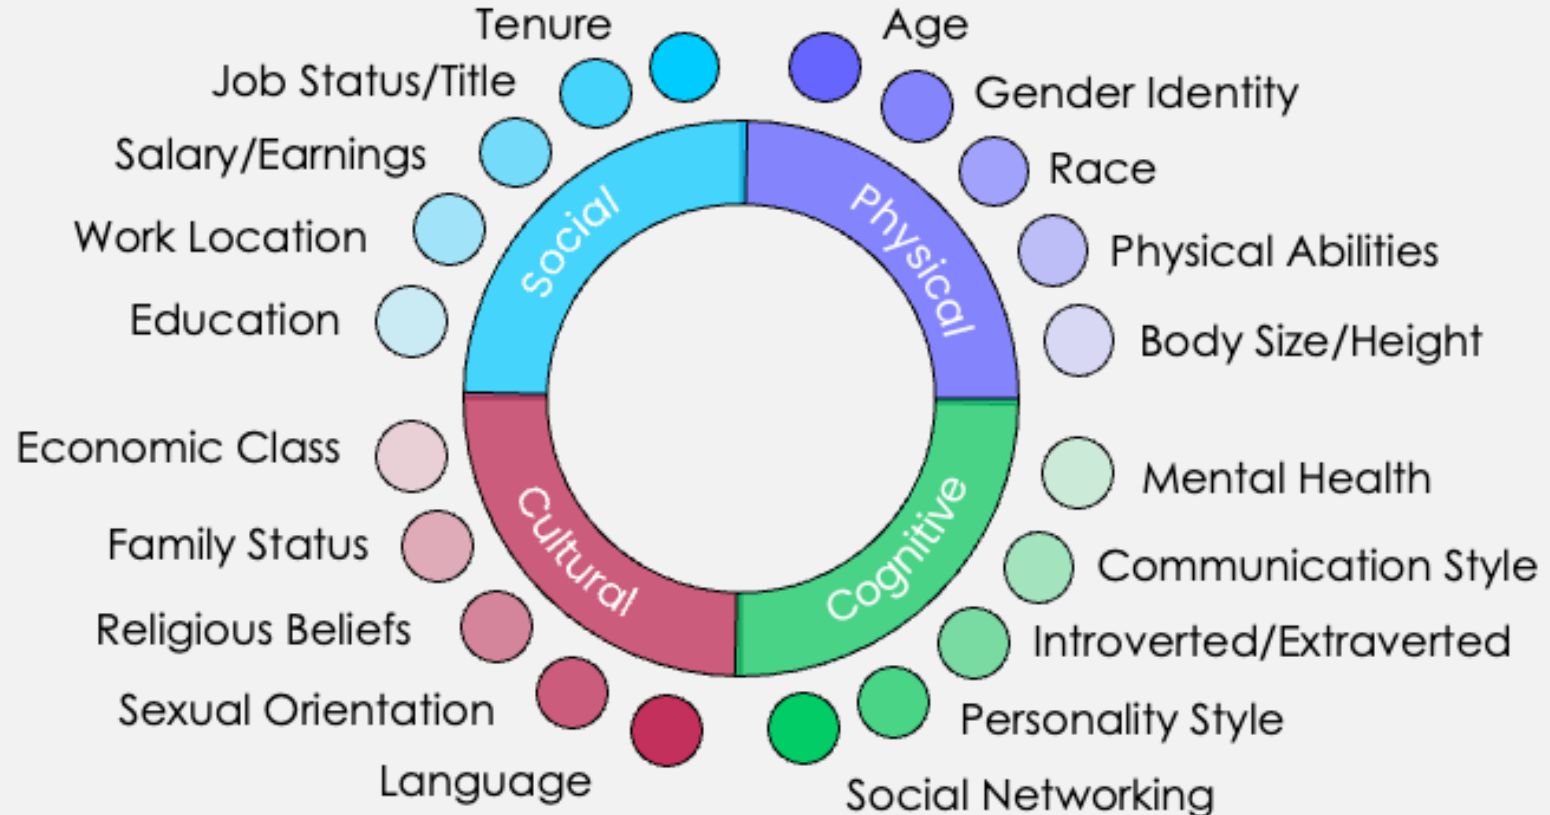 Tenure
Age
Job Status/Title
Gender Identity
Salary/Earnings
Race
Work Location
Physical Abilities
Education
Body Size/Height
Social
Physical
Economic Class
Mental Health
Family Status
Communication Style
Cultural
Cognitive
Religious Beliefs
Introverted/Extraverted
Sexual Orientation
Personality Style
Language
Social Networking